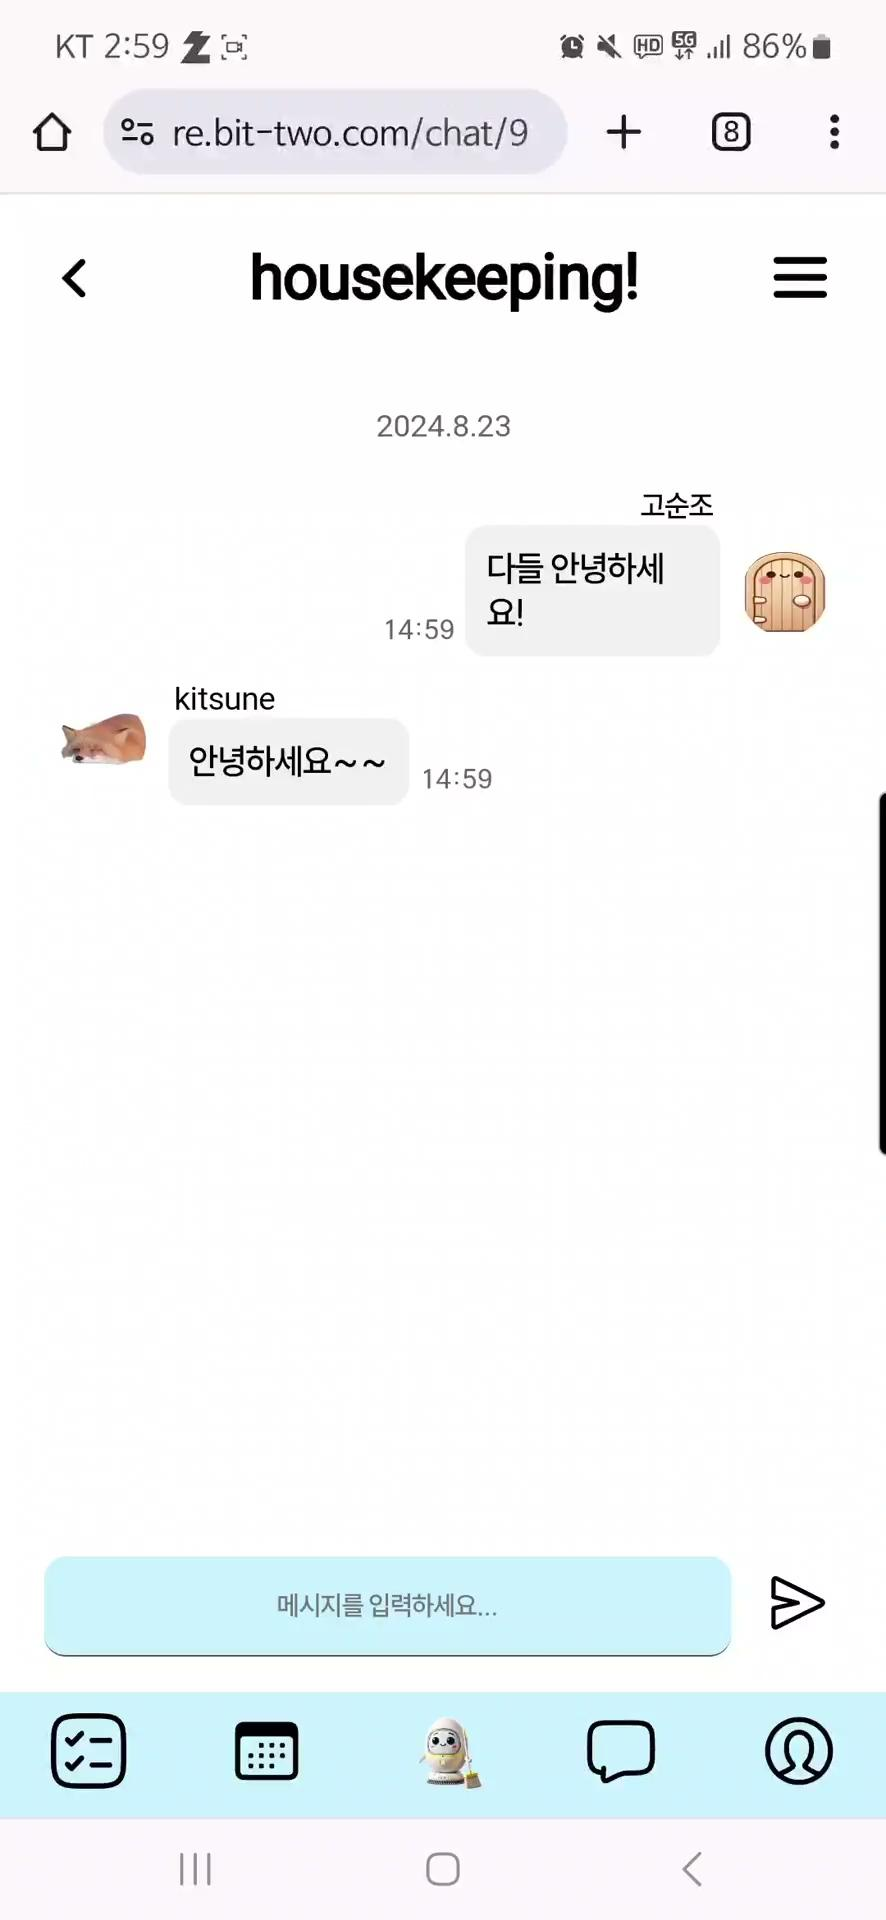 KT 2:59
HD 5G 86%
re.bit-two.com/chat/9
8
housekeeping!
2024.8.23
고순조
다들 안녕하세
요!
14:59
kitsune
안녕하세요~~
14:59
메시지를 입력하세요...